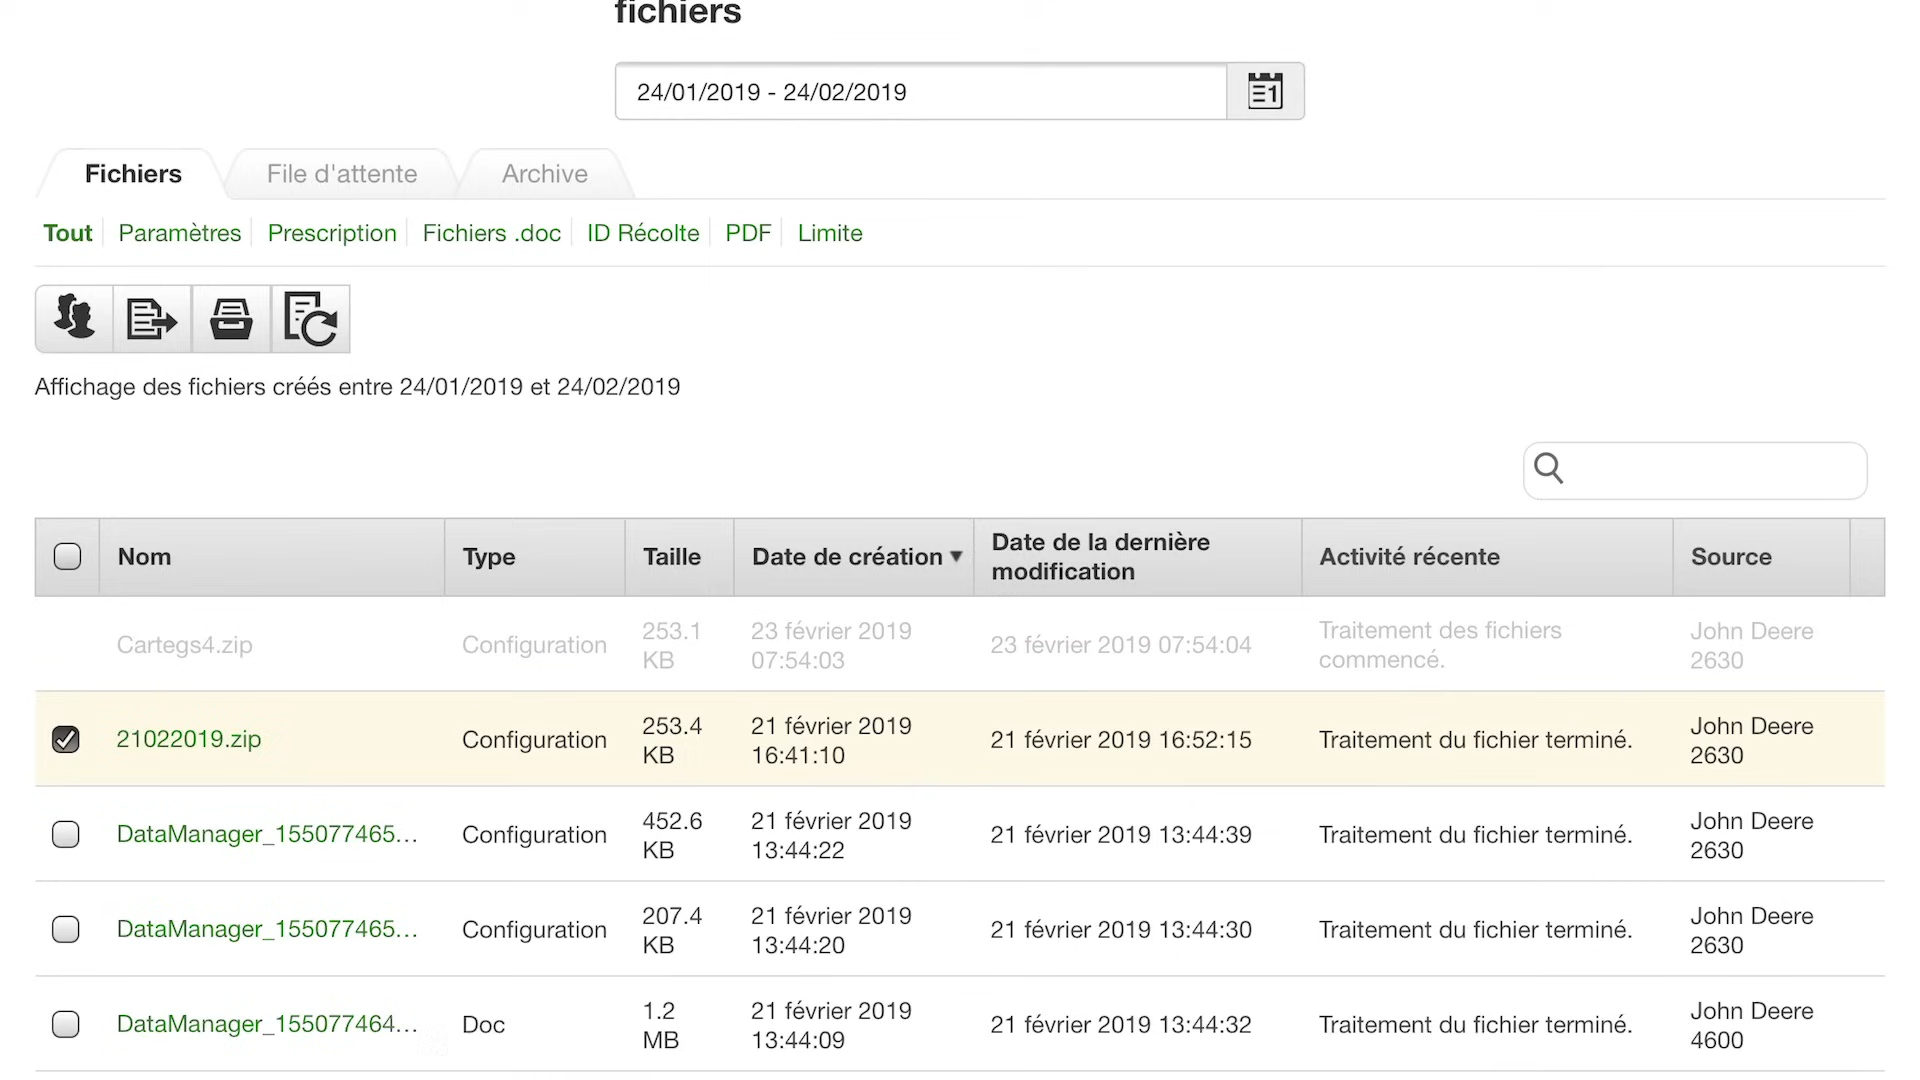 fichiers
24/01/2019 - 24/02/2019
1
Fichiers File d'attente Archive
Tout Paramètres Prescription Fichiers .doc ID Récolte PDF Limite
Affichage des fichiers créés entre 24/01/2019 et 24/02/2019
Nom Type Taille Date de création Date de la dernière modification Activité récente Source
Cartegs4.zip Configuration 253.1 KB 23 février 2019 07:54:03 23 février 2019 07:54:04 Traitement des fichiers commencé. John Deere 2630
21022019.zip Configuration 253.4 KB 21 février 2019 16:41:10 21 février 2019 16:52:15 Traitement du fichier terminé. John Deere 2630
DataManager_155077465... Configuration 452.6 KB 21 février 2019 13:44:22 21 février 2019 13:44:39 Traitement du fichier terminé. John Deere 2630
DataManager_155077465... Configuration 207.4 KB 21 février 2019 13:44:20 21 février 2019 13:44:30 Traitement du fichier terminé. John Deere 2630
DataManager_155077464... Doc 1.2 MB 21 février 2019 13:44:09 21 février 2019 13:44:32 Traitement du fichier terminé. John Deere 4600